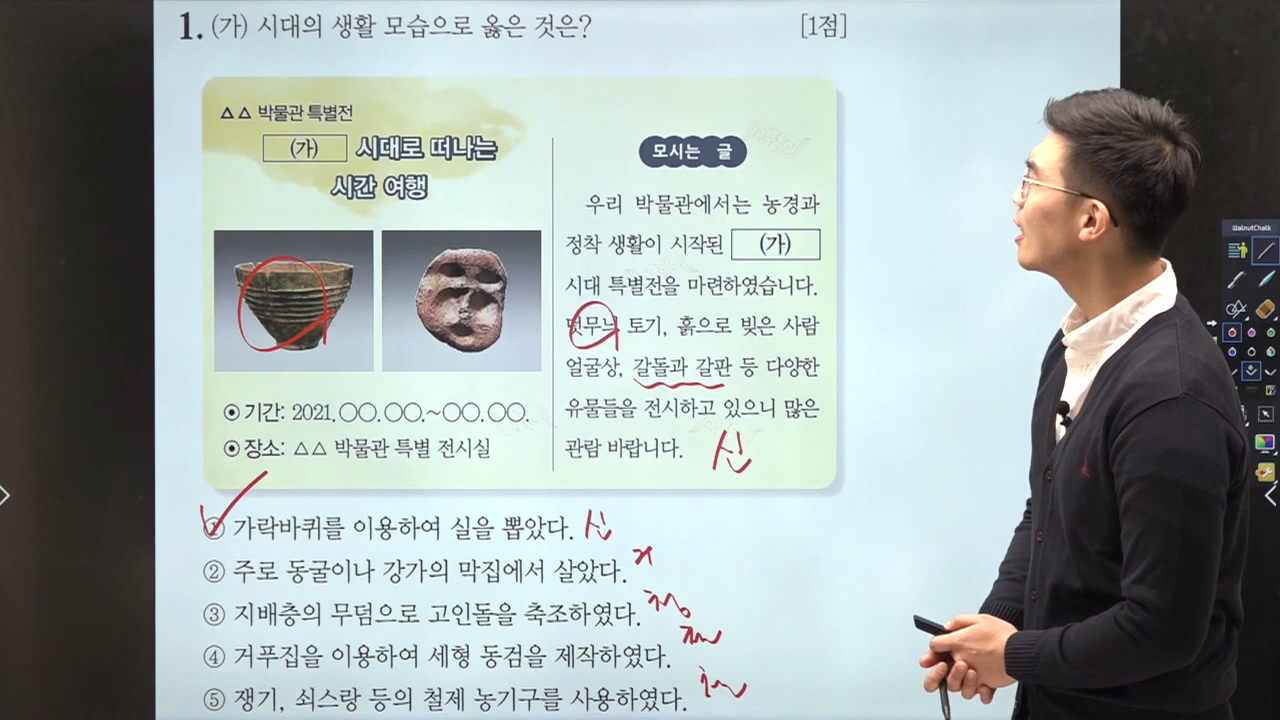 1. (가) 시대의 생활 모습으로 옳은 것은? [1점]
△△ 박물관 특별전
(가) 시대로 떠나는
시간 여행
⊙ 기간: 2021.○○.○○.~○○.○○.
⊙ 장소: △△ 박물관 특별 전시실
모시는 글
우리 박물관에서는 농경과
정착 생활이 시작된 (가)
시대 특별전을 마련하였습니다.
덧무늬 토기, 흙으로 빚은 사람
얼굴상, 갈돌과 갈판 등 다양한
유물들을 전시하고 있으니 많은
관람 바랍니다.
신
① 가락바퀴를 이용하여 실을 뽑았다. 신
② 주로 동굴이나 강가의 막집에서 살았다.
③ 지배층의 무덤으로 고인돌을 축조하였다. 청
④ 거푸집을 이용하여 세형 동검을 제작하였다.
⑤ 쟁기, 쇠스랑 등의 철제 농기구를 사용하였다.
WalnutChalk